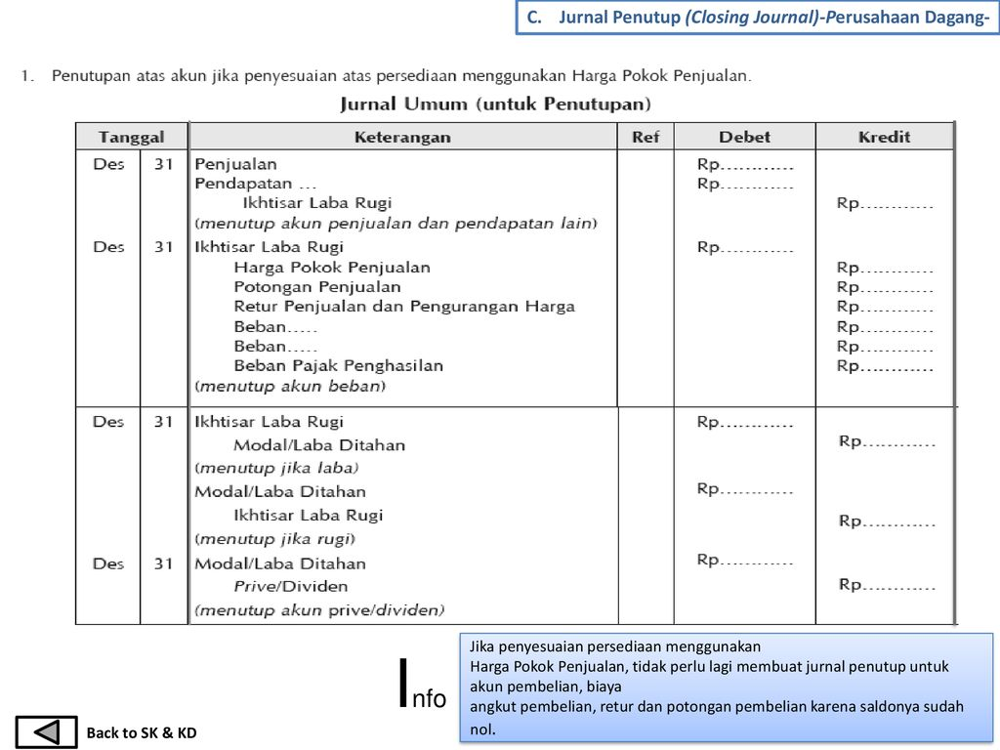 C. Jurnal Penutup (Closing Journal)-Perusahaan Dagang-
1. Penutupan atas akun jika penyesuaian atas persediaan menggunakan Harga Pokok Penjualan.
Jurnal Umum (untuk Penutupan)
Tanggal Keterangan Ref Debet Kredit
Des 31 Penjualan Rp............
Pendapatan ... Rp............
Ikhtisar Laba Rugi Rp............
(menutup akun penjualan dan pendapatan lain)
Des 31 Ikhtisar Laba Rugi Rp............
Harga Pokok Penjualan Rp............
Potongan Penjualan Rp............
Retur Penjualan dan Pengurangan Harga Rp............
Beban..... Rp............
Beban..... Rp............
Beban Pajak Penghasilan Rp............
(menutup akun beban)
Des 31 Ikhtisar Laba Rugi Rp............
Modal/Laba Ditahan Rp............
(menutup jika laba)
Modal/Laba Ditahan Rp............
Ikhtisar Laba Rugi Rp............
(menutup jika rugi)
Des 31 Modal/Laba Ditahan Rp............
Prive/Dividen Rp............
(menutup akun prive/dividen)
Info
Jika penyesuaian persediaan menggunakan
Harga Pokok Penjualan, tidak perlu lagi membuat jurnal penutup untuk
akun pembelian, biaya
angkut pembelian, retur dan potongan pembelian karena saldonya sudah
nol.
Back to SK & KD